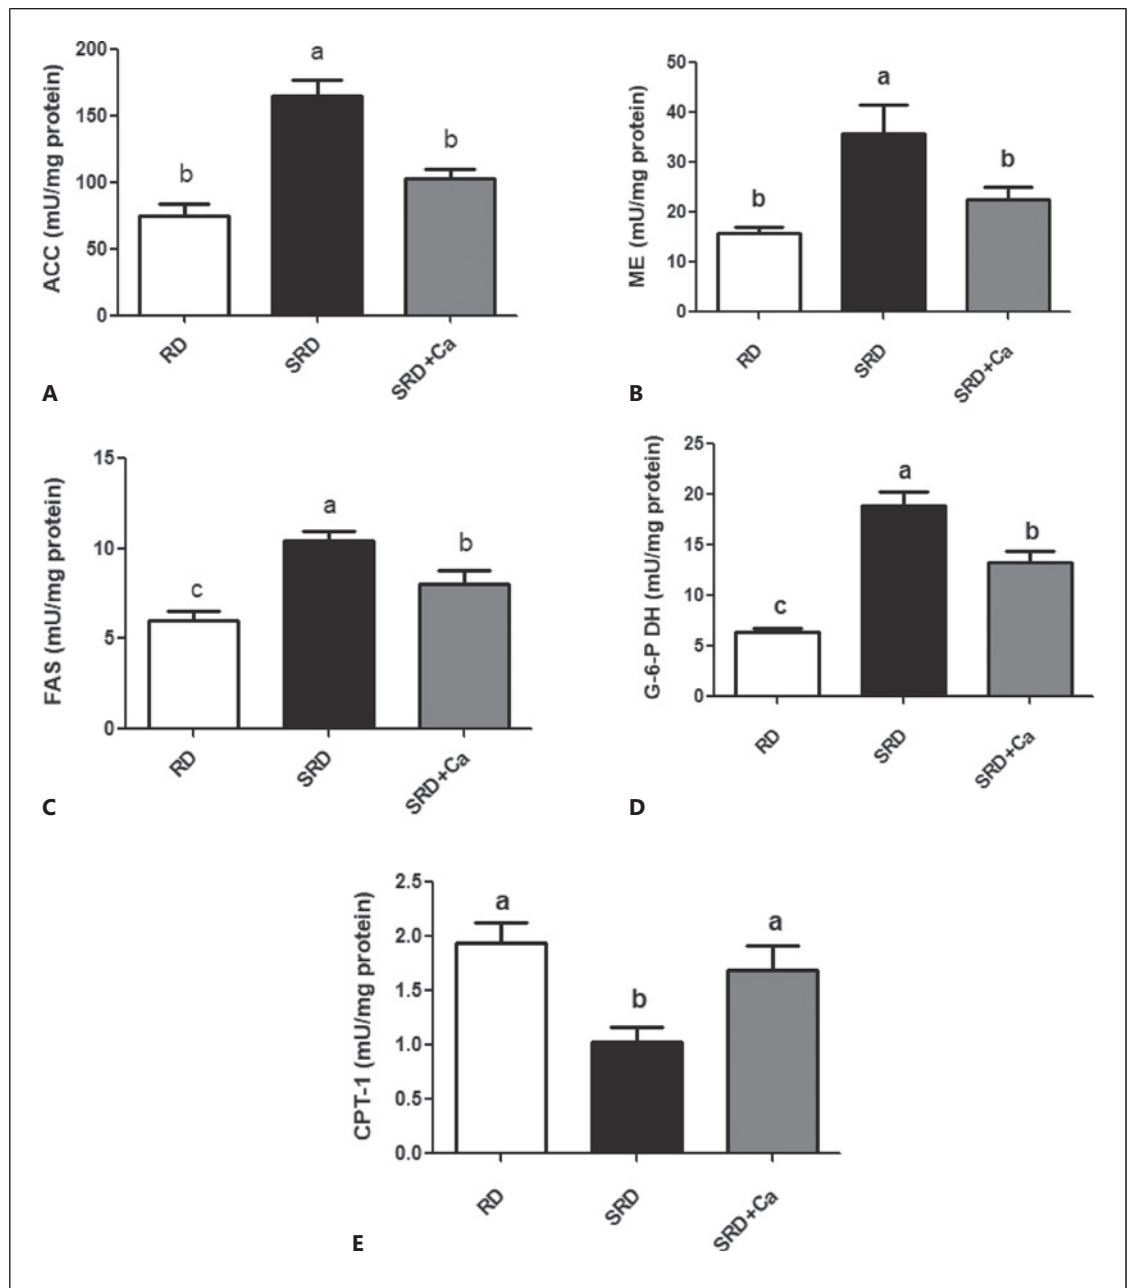 ACC (mU/mg protein)
200
150
100
50
0
b
a
b
RD
SRD
SRD+Ca
A
ME (mU/mg protein)
50
40
30
20
10
0
b
a
b
RD
SRD
SRD+Ca
B
FAS (mU/mg protein)
15
10
5
0
c
a
b
RD
SRD
SRD+Ca
C
G-6-P DH (mU/mg protein)
25
20
15
10
5
0
c
a
b
RD
SRD
SRD+Ca
D
CPT-1 (mU/mg protein)
2.5
2.0
1.5
1.0
0.5
0.0
a
b
a
RD
SRD
SRD+Ca
E